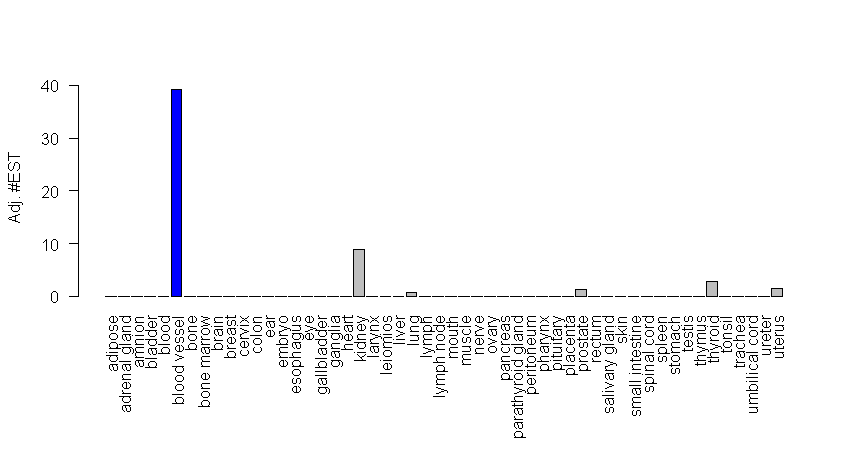 Adj. #EST
40
30
20
10
0
adipose
adrenal gland
amnion
bladder
blood
blood vessel
bone
bone marrow
brain
breast
cervix
colon
ear
embryo
esophagus
eye
gallbladder
ganglia
heart
kidney
larynx
leiomios
liver
lung
lymph
lymph node
mouth
muscle
nerve
ovary
pancreas
parathyroid gland
peritoneum
pharynx
pituitary
placenta
prostate
rectum
salivary gland
skin
small intestine
spinal cord
spleen
stomach
testis
thymus
thyroid
tonsil
trachea
umbilical cord
ureter
uterus